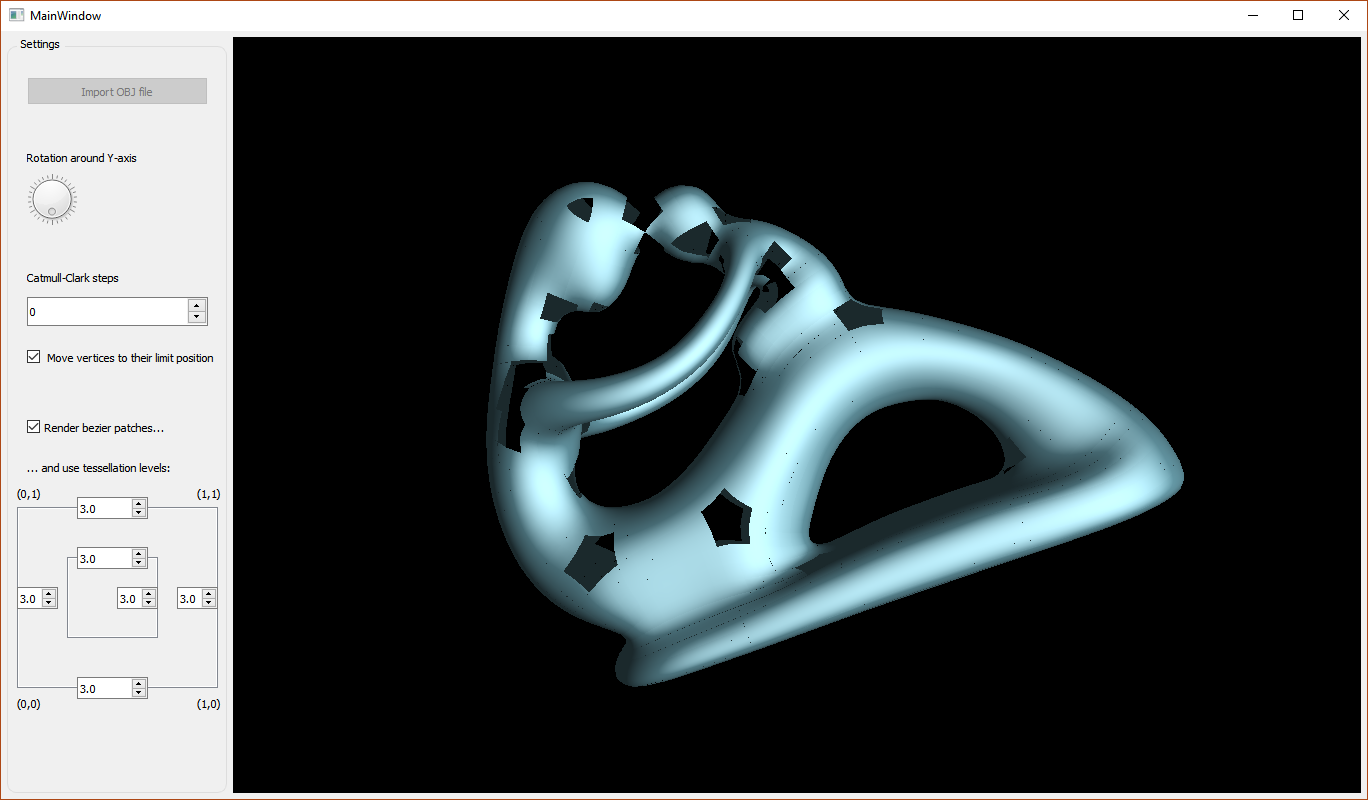 MainWindow
Settings
Import OBJ file
Rotation around Y-axis
Catmull-Clark steps
0
Move vertices to their limit position
Render bezier patches...
... and use tessellation levels:
(0,1) (1,1)
3.0
3.0
3.0 3.0 3.0
3.0
(0,0) (1,0)